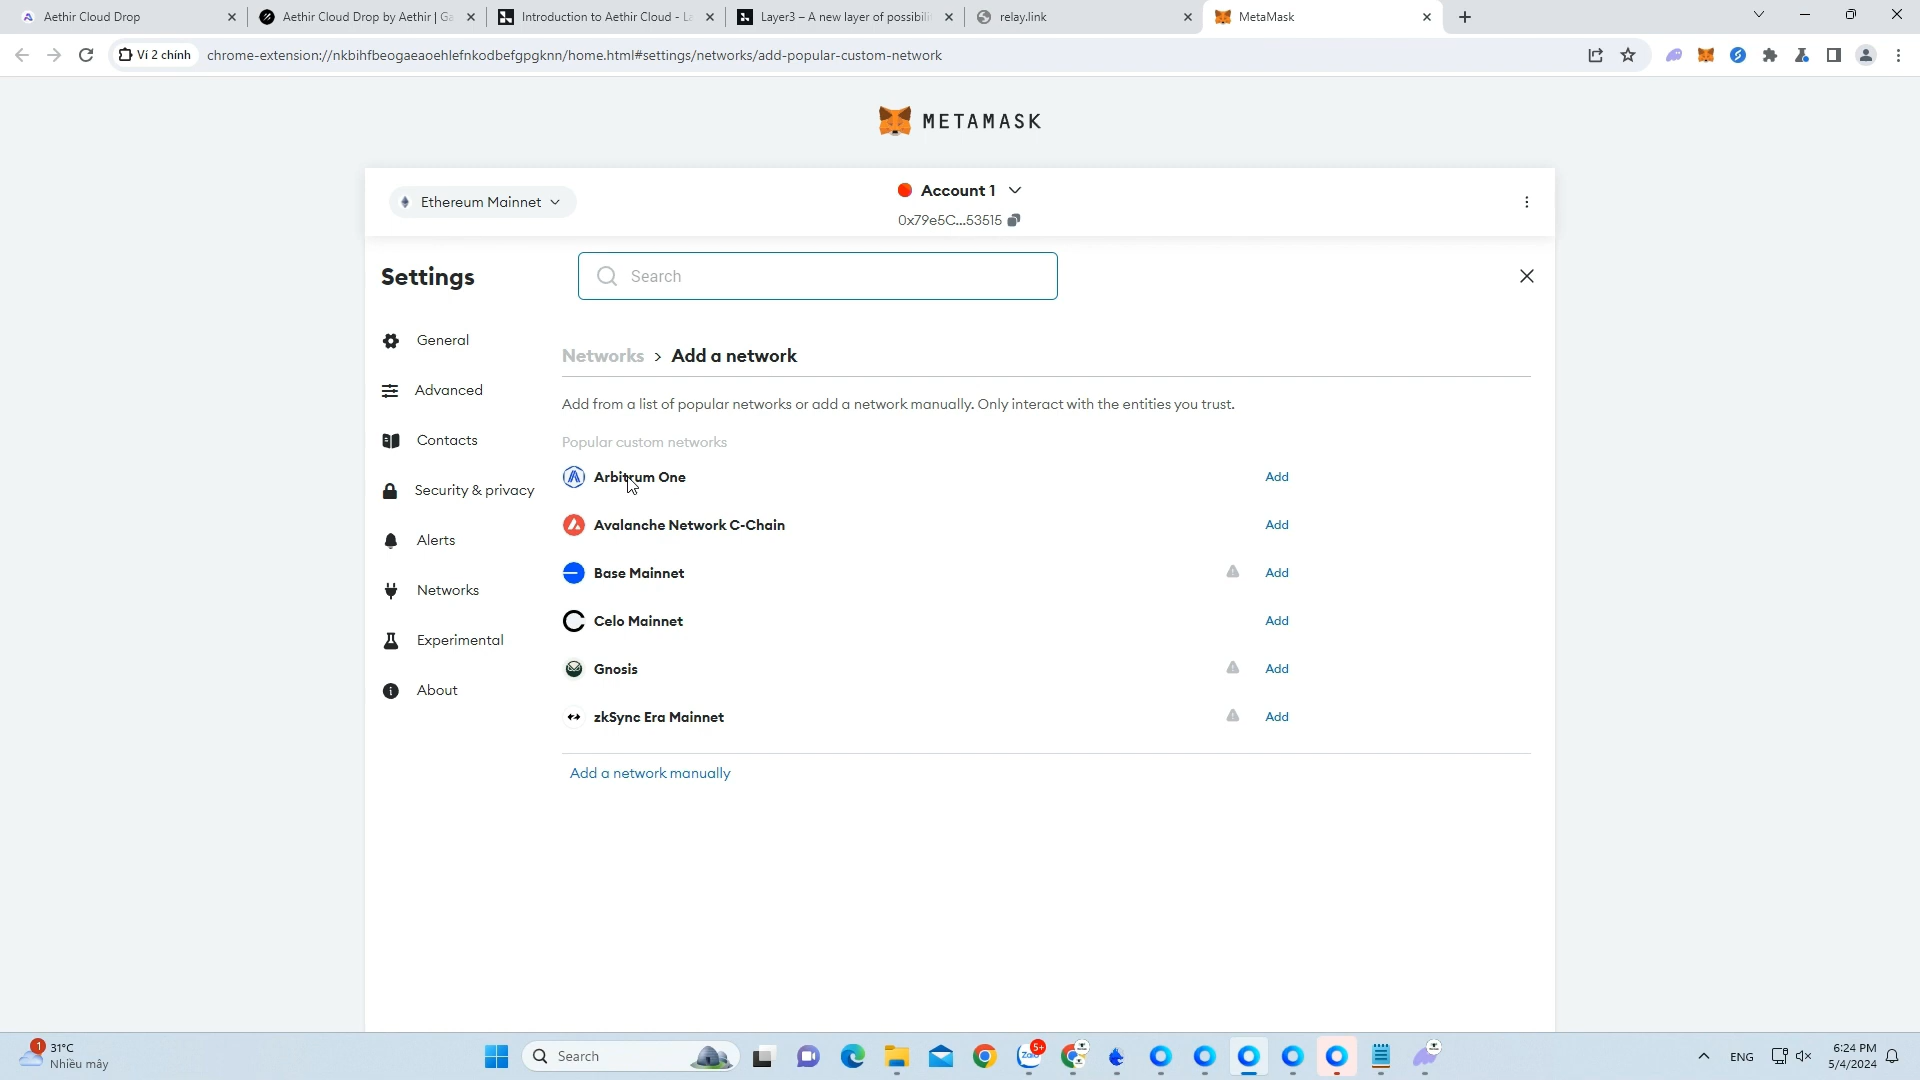 Aethir Cloud Drop
Aethir Cloud Drop by Aethir | Ga
Introduction to Aethir Cloud - La
Layer3 – A new layer of possibili
relay.link
MetaMask
Ví 2 chính
chrome-extension://nkbihfbeogaeaoehlefnkodbefgpgknn/home.html#settings/networks/add-popular-custom-network
METAMASK
Ethereum Mainnet
Account 1
0x79e5C...53515
Settings
Search
General
Advanced
Contacts
Security & privacy
Alerts
Networks
Experimental
About
Networks > Add a network
Add from a list of popular networks or add a network manually. Only interact with the entities you trust.
Popular custom networks
Arbitrum One Add
Avalanche Network C-Chain Add
Base Mainnet Add
Celo Mainnet Add
Gnosis Add
zkSync Era Mainnet Add
Add a network manually
1
31°C
Nhiều mây
Search
Zalo
5+
ENG
6:24 PM
5/4/2024